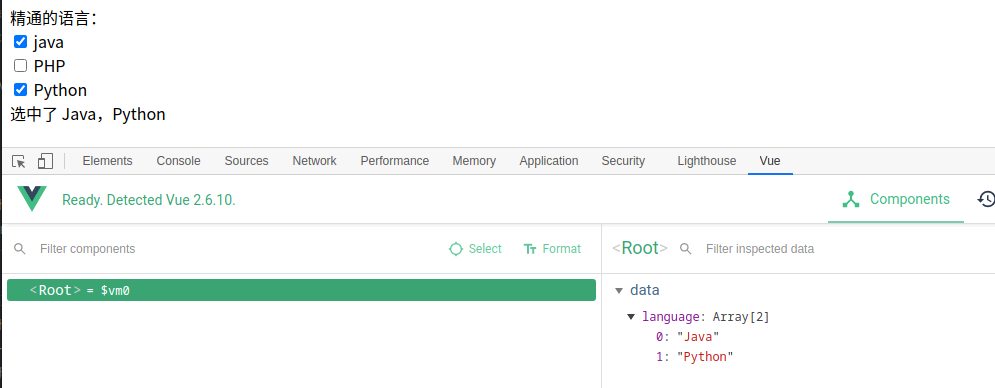 精通的语言：
java
PHP
Python
选中了 Java，Python
Elements Console Sources Network Performance Memory Application Security Lighthouse Vue
Ready. Detected Vue 2.6.10. Components
Filter components Select Format <Root> Filter inspected data
<Root> = $vm0
data
language: Array[2]
0: "Java"
1: "Python"